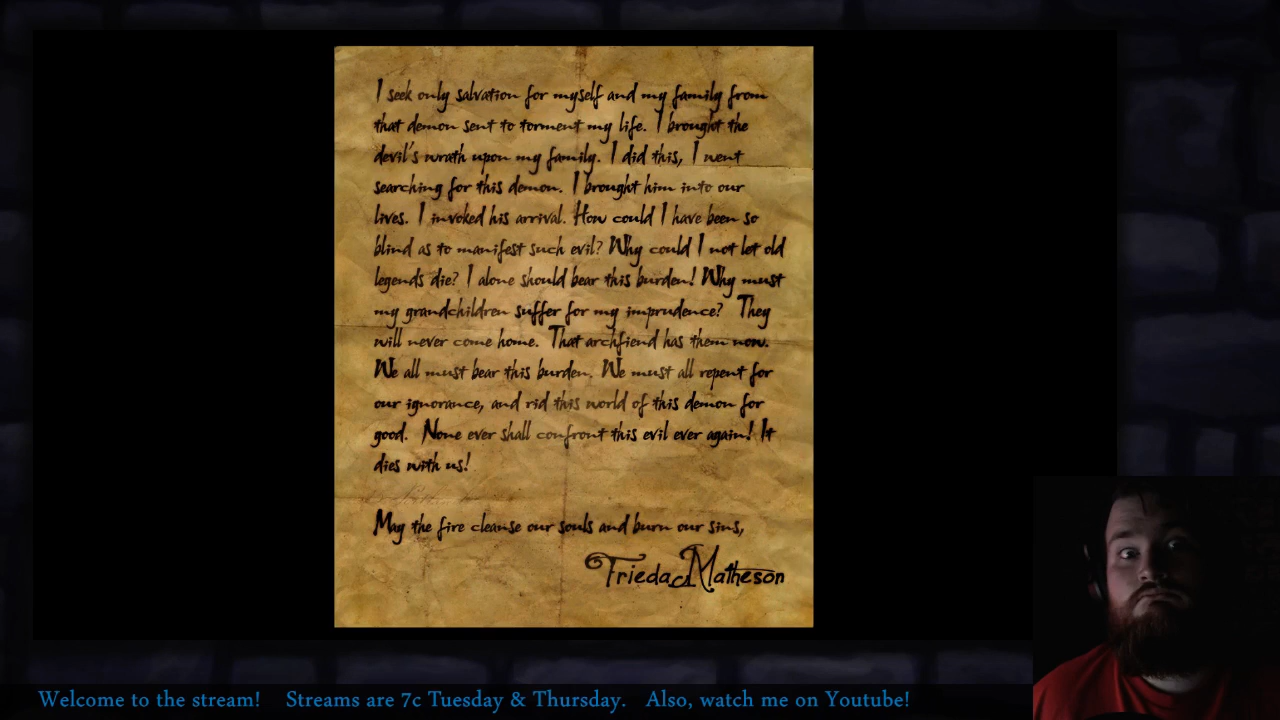 I seek only salvation for myself and my family from
that demon sent to torment my life. I brought the
devil's wrath upon my family. I did this, I went
searching for this demon. I brought him into our
lives. I invoked his arrival. How could I have been so
blind as to manifest such evil? Why could I not let old
legends die? I alone should bear this burden! Why must
my grandchildren suffer for my imprudence? They
will never come home. That archfiend has them now.
We all must bear this burden. We must all repent for
our ignorance, and rid this world of this demon for
good. None ever shall confront this evil ever again! It
dies with us!
May the fire cleanse our souls and burn our sins,
Frieda Matheson
Welcome to the stream! Streams are 7c Tuesday & Thursday. Also, watch me on Youtube!